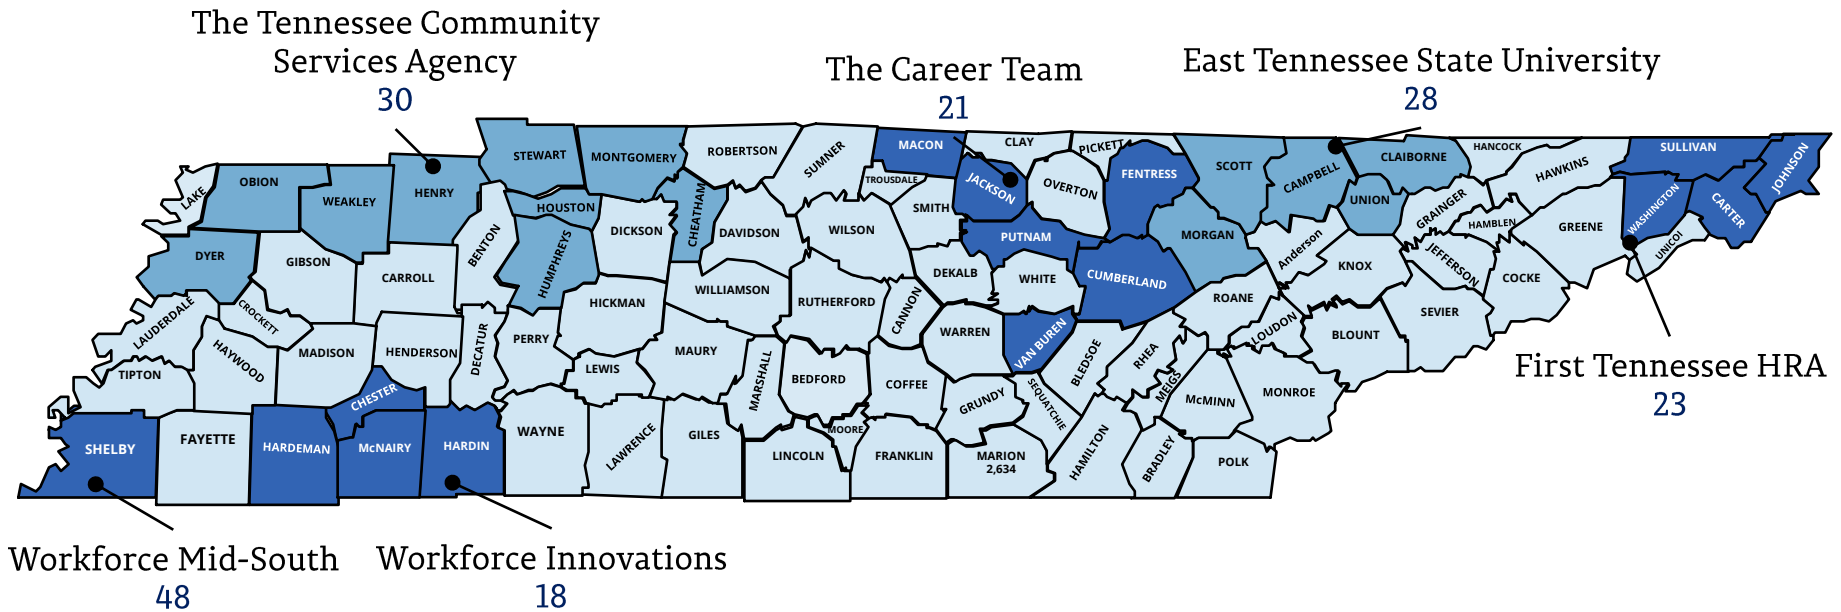 The Tennessee Community
Services Agency
30
The Career Team
21
East Tennessee State University
28
LAKE
OBION
WEAKLEY
HENRY
STEWART
MONTGOMERY
ROBERTSON
SUMNER
MACON
TROUSDALE
CLAY
PICKETT
JACKSON
OVERTON
FENTRESS
SCOTT
CAMPBELL
CLAIBORNE
HANCOCK
HAWKINS
SULLIVAN
JOHNSON
DYER
GIBSON
CARROLL
BENTON
HOUSTON
HUMPHREYS
DICKSON
CHEATHAM
DAVIDSON
WILSON
SMITH
PUTNAM
CUMBERLAND
MORGAN
Anderson
UNION
GRAINGER
HAMBLEN
GREENE
WASHINGTON
UNICOI
CARTER
LAUDERDALE
CROCKETT
HAYWOOD
MADISON
HENDERSON
DECATUR
PERRY
HICKMAN
WILLIAMSON
RUTHERFORD
CANNON
DEKALB
WHITE
WARREN
VAN BUREN
BLEDSOE
RHEA
ROANE
LOUDON
KNOX
JEFFERSON
COCKE
SEVIER
BLOUNT
TIPTON
CHESTER
LEWIS
MAURY
MARSHALL
BEDFORD
COFFEE
GRUNDY
SEQUATCHIE
MEIGS
McMINN
MONROE
SHELBY
FAYETTE
HARDEMAN
McNAIRY
HARDIN
WAYNE
LAWRENCE
GILES
LINCOLN
MOORE
FRANKLIN
MARION
2,634
HAMILTON
BRADLEY
POLK
First Tennessee HRA
23
Workforce Mid-South
48
Workforce Innovations
18